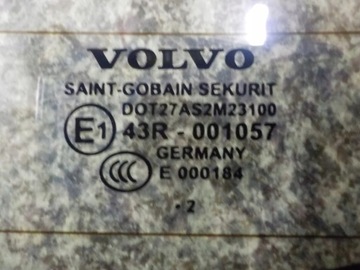 VOLVO
SAINT-GOBAIN SEKURIT
DOT27AS2M23100
E1 43R - 001057
GERMANY
CCC E 000184
· 2